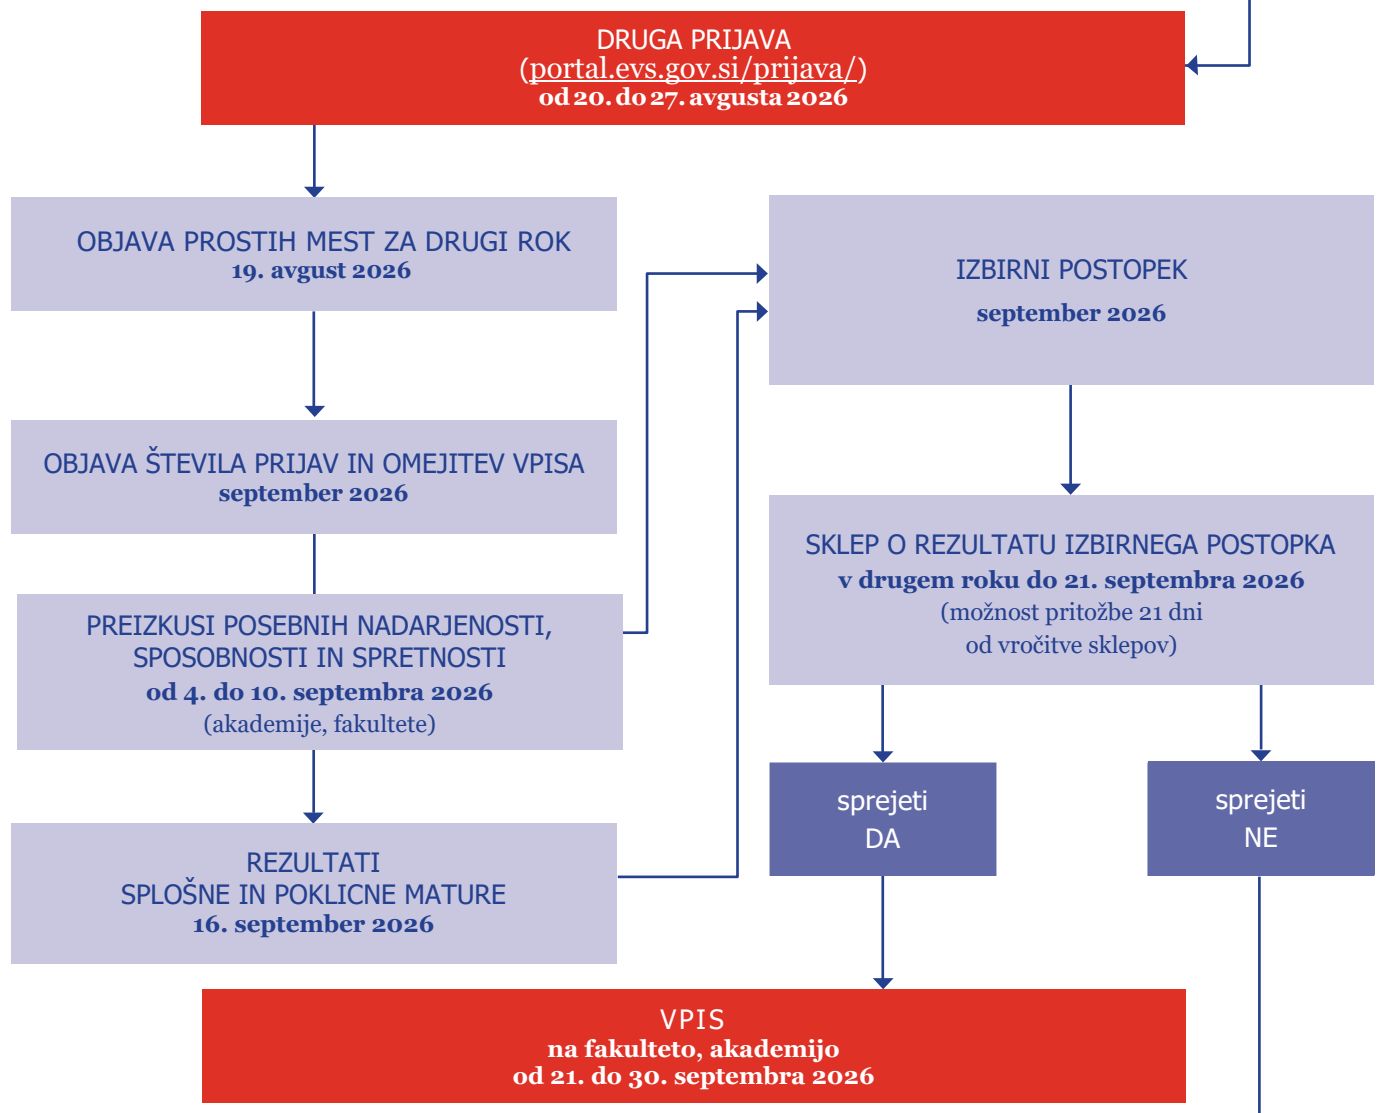 DRUGA PRIJAVA
(portal.evs.gov.si/prijava/)
od 20. do 27. avgusta 2026
OBJAVA PROSTIH MEST ZA DRUGI ROK
19. avgust 2026
OBJAVA ŠTEVILA PRIJAV IN OMEJITEV VPISA
september 2026
PREIZKUSI POSEBNIH NADARJENOSTI,
SPOSOBNOSTI IN SPRETNOSTI
od 4. do 10. septembra 2026
(akademije, fakultete)
REZULTATI
SPLOŠNE IN POKLICNE MATURE
16. september 2026
IZBIRNI POSTOPEK
september 2026
SKLEP O REZULTATU IZBIRNEGA POSTOPKA
v drugem roku do 21. septembra 2026
(možnost pritožbe 21 dni
od vročitve sklepov)
sprejeti
DA
sprejeti
NE
VPIS
na fakulteto, akademijo
od 21. do 30. septembra 2026